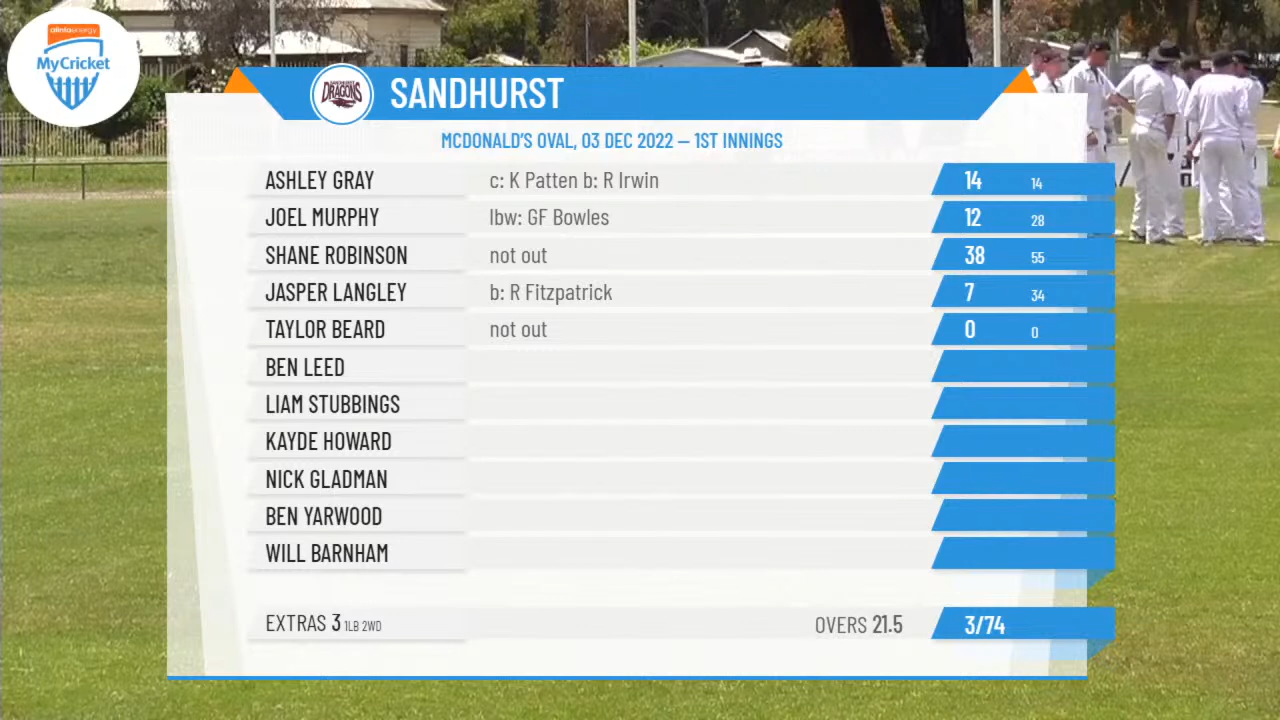 alintaenergy
MyCricket
DRAGONS
SANDHURST
MCDONALD'S OVAL, 03 DEC 2022 – 1ST INNINGS
ASHLEY GRAY c: K Patten b: R Irwin 14 14
JOEL MURPHY lbw: GF Bowles 12 28
SHANE ROBINSON not out 38 55
JASPER LANGLEY b: R Fitzpatrick 7 34
TAYLOR BEARD not out 0 0
BEN LEED
LIAM STUBBINGS
KAYDE HOWARD
NICK GLADMAN
BEN YARWOOD
WILL BARNHAM
EXTRAS 3 1LB 2WD OVERS 21.5 3/74